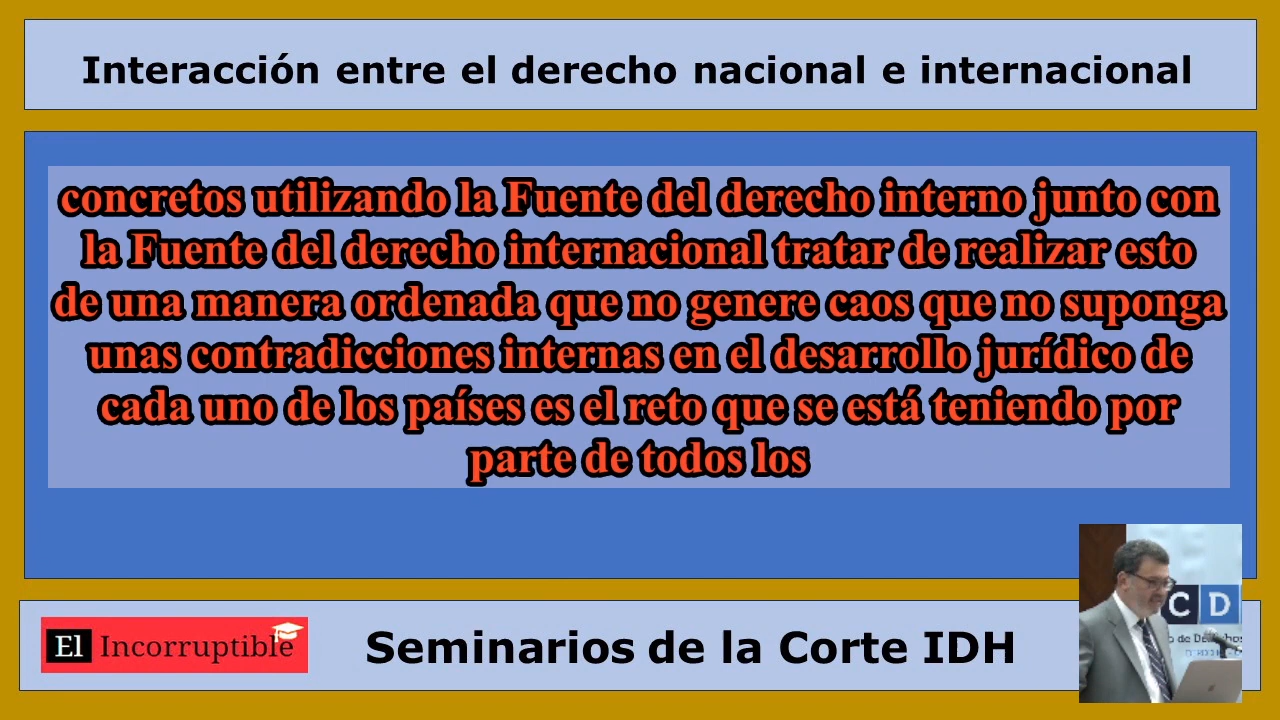 Interacción entre el derecho nacional e internacional
concretos utilizando la Fuente del derecho interno junto con
la Fuente del derecho internacional tratar de realizar esto
de una manera ordenada que no genere caos que no suponga
unas contradicciones internas en el desarrollo jurídico de
cada uno de los países es el reto que se está teniendo por
parte de todos los
El Incorruptible
Seminarios de la Corte IDH
C D